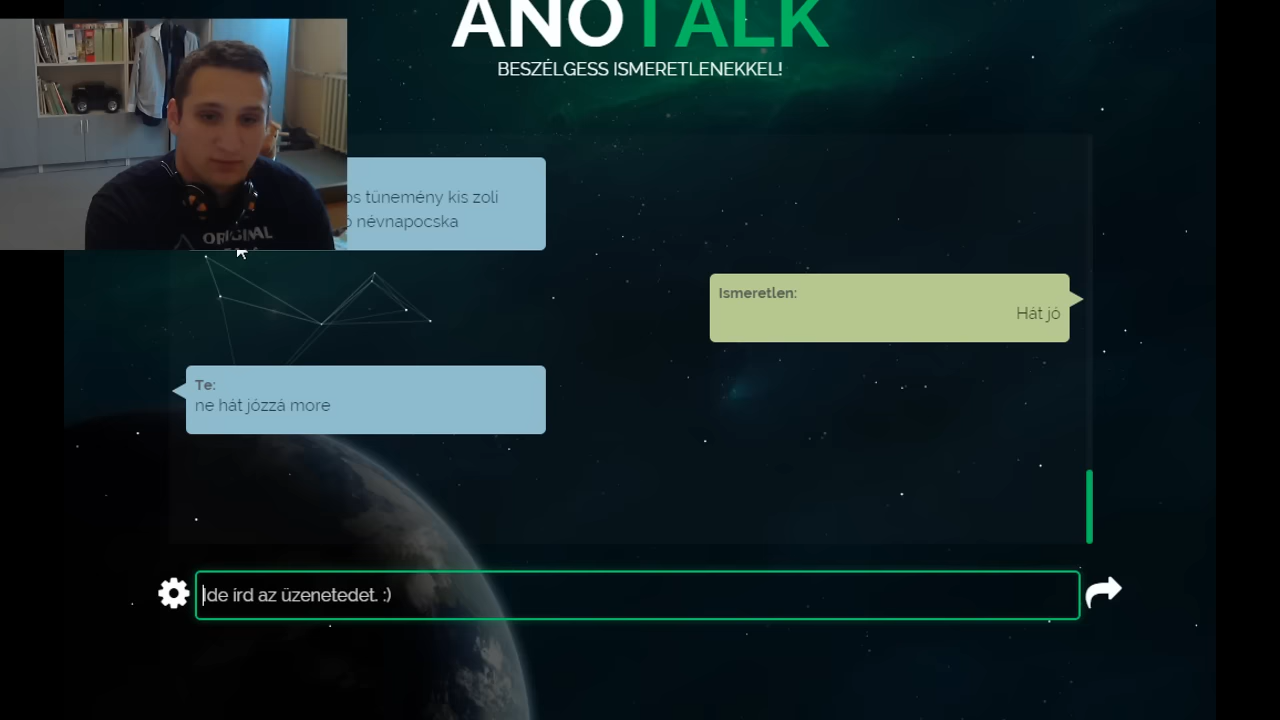 ANOTALK
BESZÉLGESS ISMERETLENEKKEL!
tünemény kis zoli
névnapocska
Ismeretlen:
Hát jó
Te:
ne hát józzá more
Ide írd az üzenetedet. :)
ORIGINAL